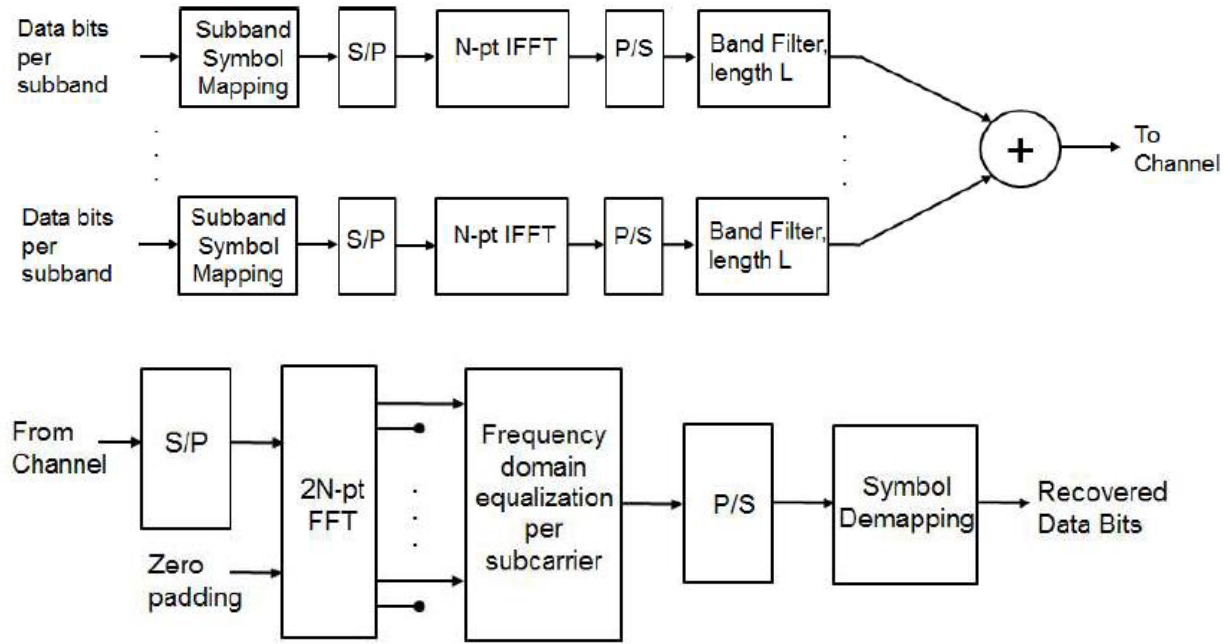 Data bits
per
subband
Subband
Symbol
Mapping
S/P
N-pt IFFT
P/S
Band Filter,
length L
+
To
Channel
Data bits
per
subband
Subband
Symbol
Mapping
S/P
N-pt IFFT
P/S
Band Filter,
length L
From
Channel
S/P
Zero
padding
2N-pt
FFT
Frequency
domain
equalization
per
subcarrier
P/S
Symbol
Demapping
Recovered
Data Bits